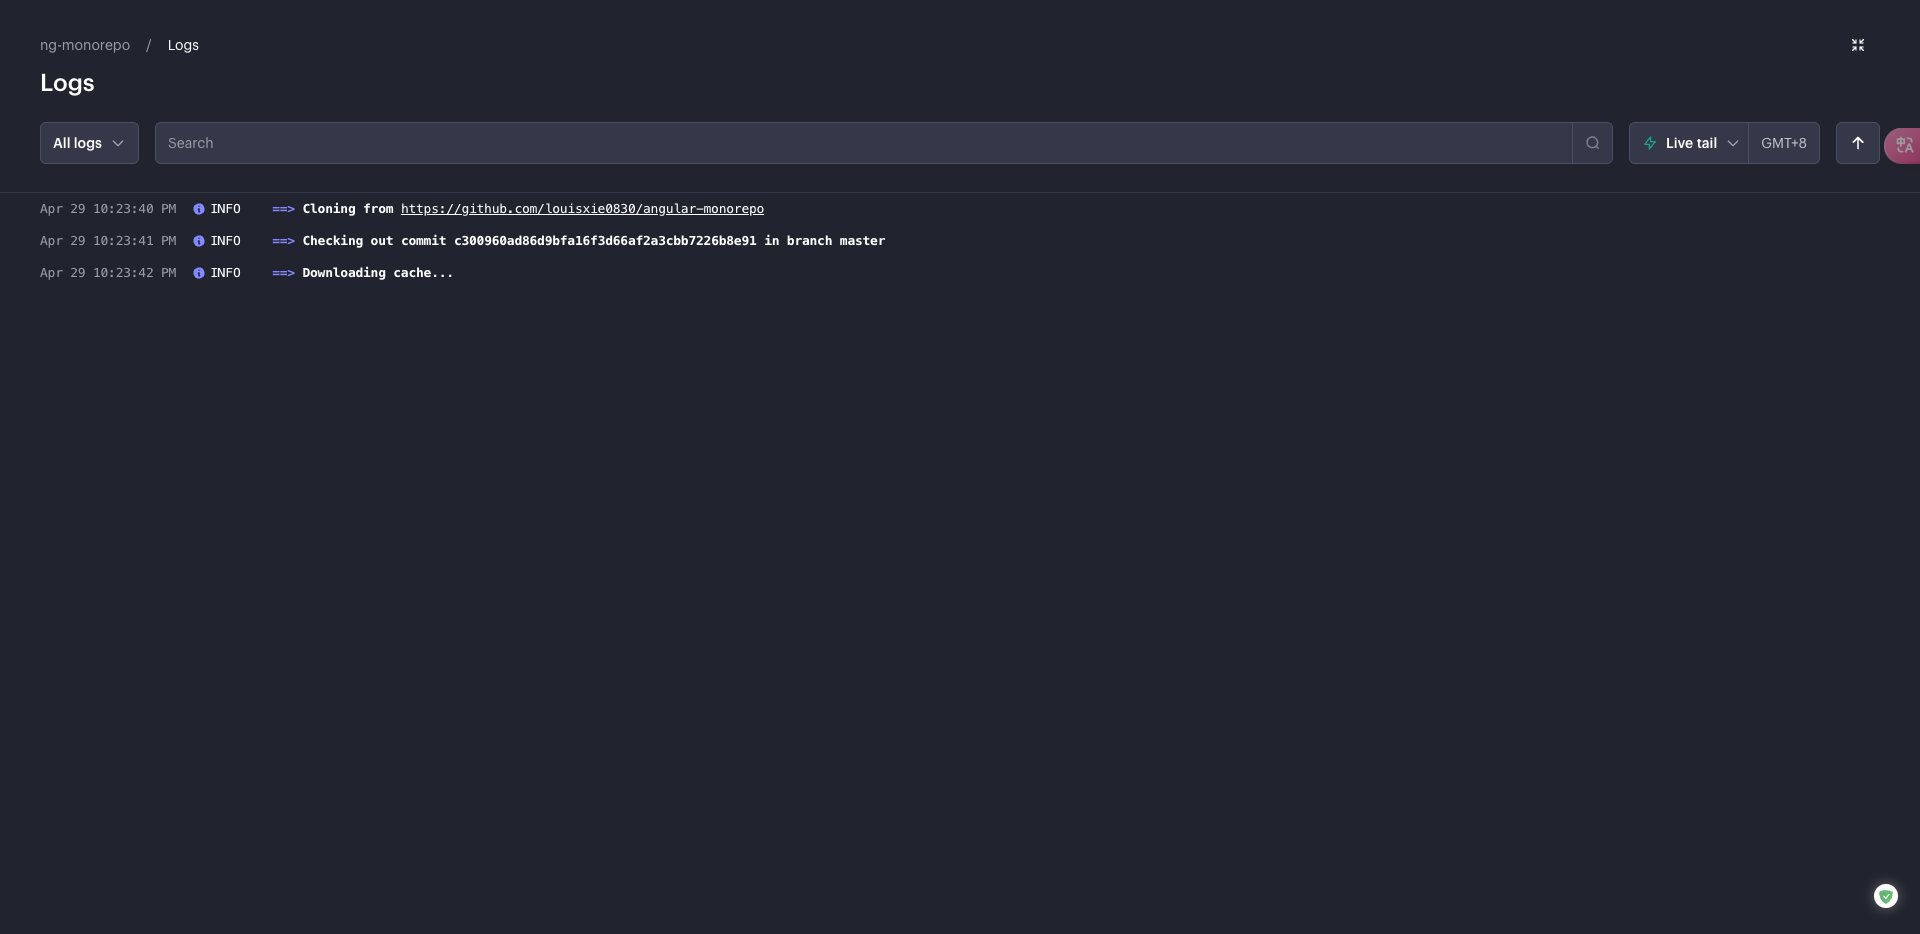 ng-monorepo / Logs
Logs
All logs Search Live tail GMT+8
Apr 29 10:23:40 PM INFO ==> Cloning from https://github.com/louisxie0830/angular-monorepo
Apr 29 10:23:41 PM INFO ==> Checking out commit c300960ad86d9bfa16f3d66af2a3cbb7226b8e91 in branch master
Apr 29 10:23:42 PM INFO ==> Downloading cache...